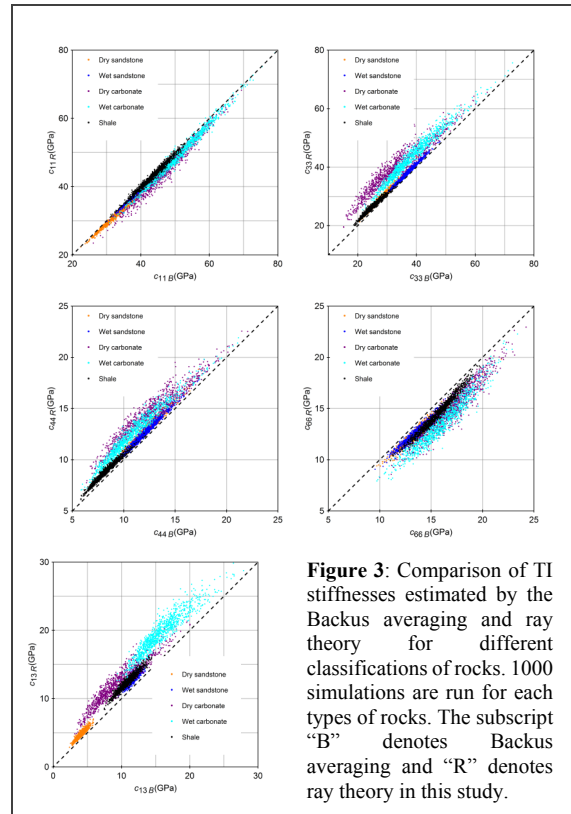 80
60
40
20
c11 R(GPa)
Dry sandstone
Wet sandstone
Dry carbonate
Wet carbonate
Shale
20 40 60 80
c11 B(GPa)
80
60
40
20
c33 R(GPa)
Dry sandstone
Wet sandstone
Dry carbonate
Wet carbonate
Shale
20 40 60 80
c33 B(GPa)
25
20
15
10
5
c44 R(GPa)
Dry sandstone
Wet sandstone
Dry carbonate
Wet carbonate
Shale
5 10 15 20 25
c44 B(GPa)
25
20
15
10
5
c66 R(GPa)
Dry sandstone
Wet sandstone
Dry carbonate
Wet carbonate
Shale
5 10 15 20 25
c66 B(GPa)
30
20
10
0
c13 R(GPa)
Dry sandstone
Wet sandstone
Dry carbonate
Wet carbonate
Shale
0 10 20 30
c13 B(GPa)
Figure 3: Comparison of TI
stiffnesses estimated by the
Backus averaging and ray
theory for different
classifications of rocks. 1000
simulations are run for each
types of rocks. The subscript
“B” denotes Backus
averaging and “R” denotes
ray theory in this study.